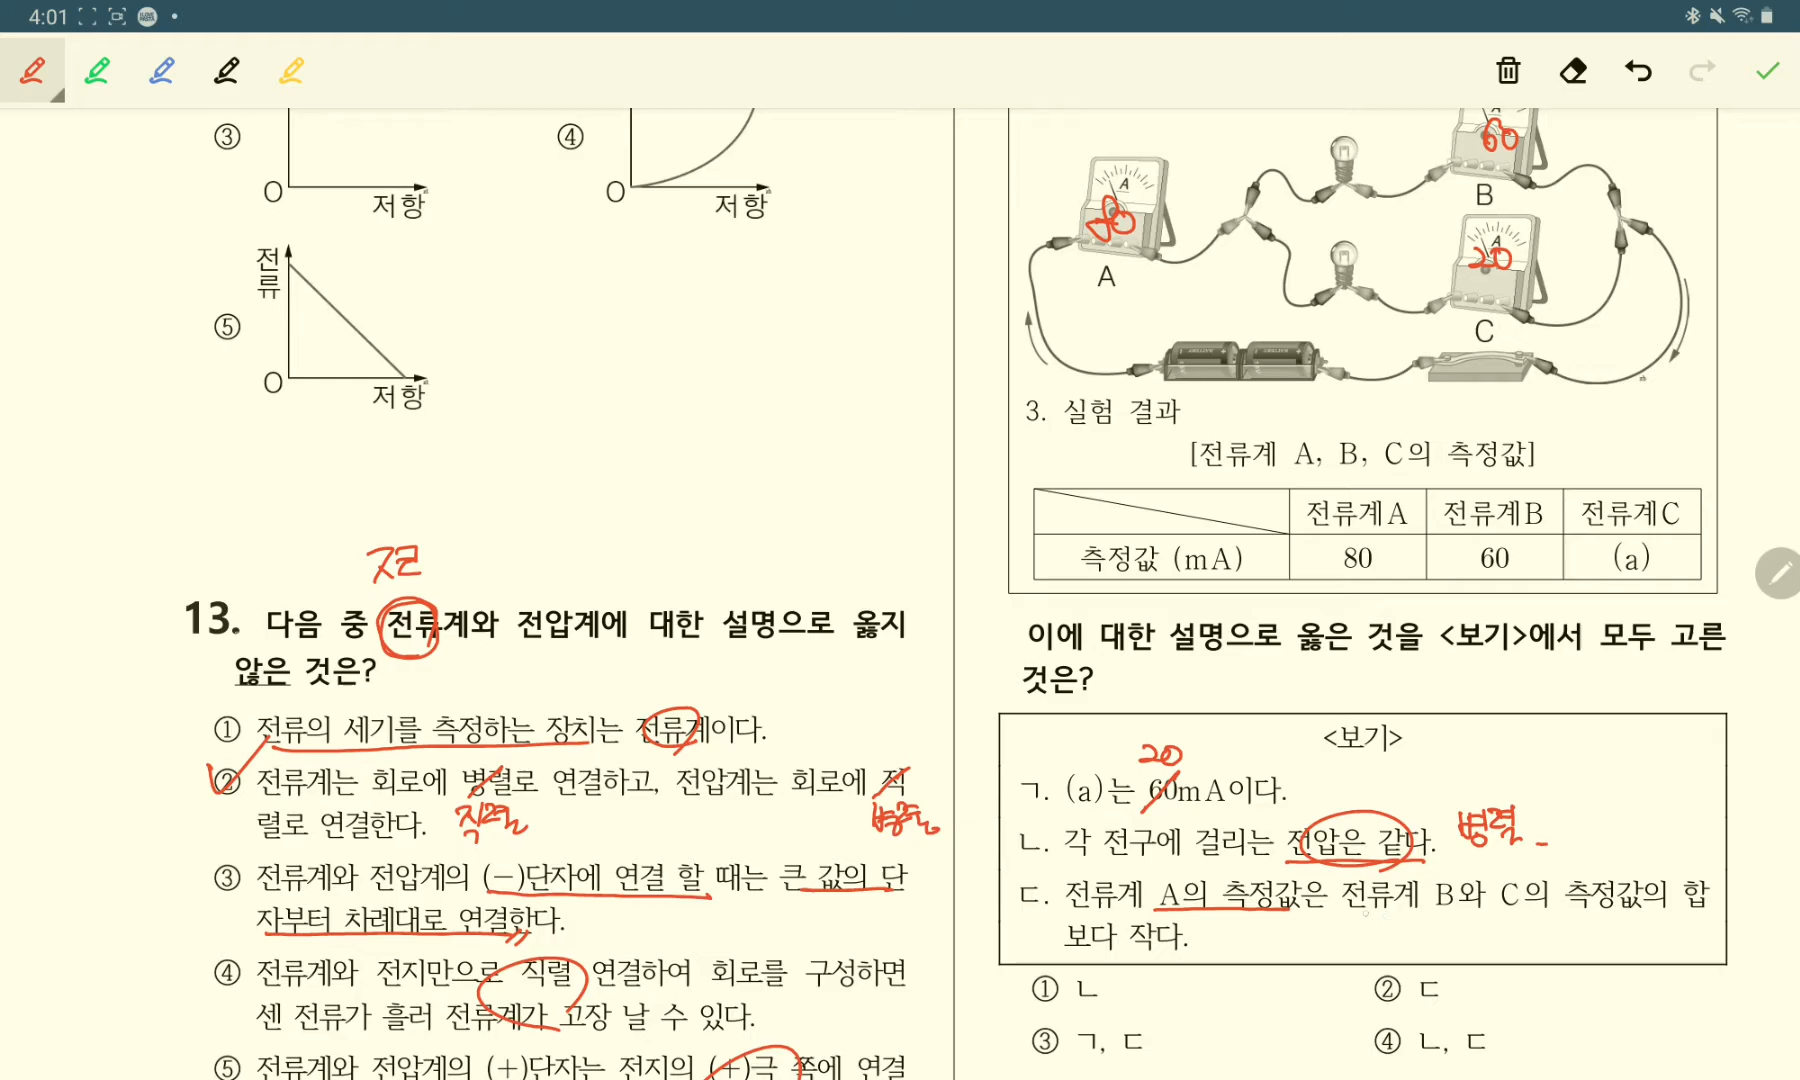 4:01
③
O
저항
④
O
저항
⑤
전류
O
저항
전류
13. 다음 중 전류계와 전압계에 대한 설명으로 옳지
않은 것은?
① 전류의 세기를 측정하는 장치는 전류계이다.
② 전류계는 회로에 병렬로 연결하고, 전압계는 회로에 직
렬로 연결한다.
직렬
병렬
③ 전류계와 전압계의 (−)단자에 연결 할 때는 큰 값의 단
자부터 차례대로 연결한다.
④ 전류계와 전지만으로 직렬 연결하여 회로를 구성하면
센 전류가 흘러 전류계가 고장 날 수 있다.
⑤ 전류계와 전압계의 (+)단자는 전지의 (+)극 쪽에 연결
A
60
B
A
80
A
A
20
C
3. 실험 결과
[전류계 A, B, C의 측정값]
전류계A 전류계B 전류계C
측정값 (mA) 80 60 (a)
이에 대한 설명으로 옳은 것을 <보기>에서 모두 고른
것은?
<보기>
20
ㄱ. (a)는 60mA이다.
ㄴ. 각 전구에 걸리는 전압은 같다. 병렬
ㄷ. 전류계 A의 측정값은 전류계 B와 C의 측정값의 합
보다 작다.
① ㄴ ② ㄷ
③ ㄱ, ㄷ ④ ㄴ, ㄷ